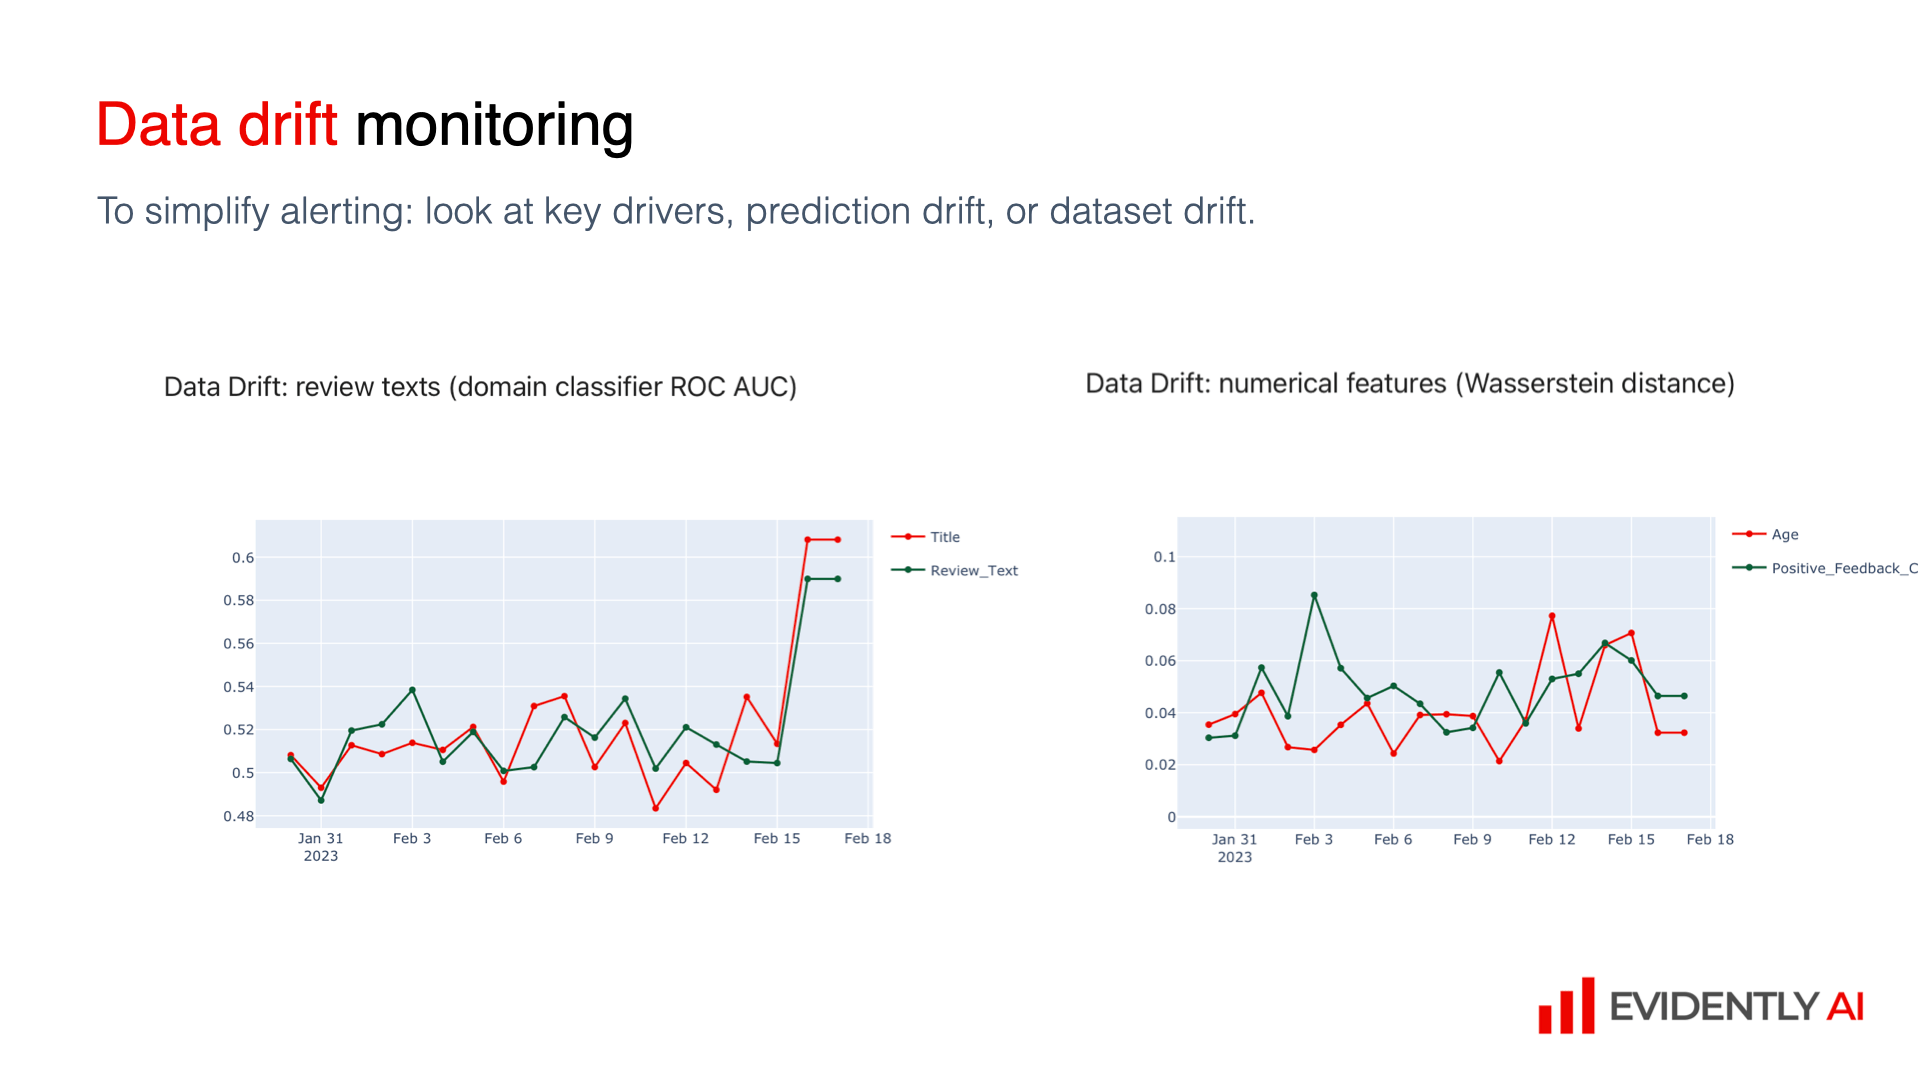 Data drift monitoring
To simplify alerting: look at key drivers, prediction drift, or dataset drift.
Data Drift: review texts (domain classifier ROC AUC)
0.6
0.58
0.56
0.54
0.52
0.5
0.48
Jan 31 Feb 3 Feb 6 Feb 9 Feb 12 Feb 15 Feb 18
2023
Title
Review_Text
Data Drift: numerical features (Wasserstein distance)
0.1
0.08
0.06
0.04
0.02
0
Jan 31 Feb 3 Feb 6 Feb 9 Feb 12 Feb 15 Feb 18
2023
Age
Positive_Feedback_C
EVIDENTLY AI